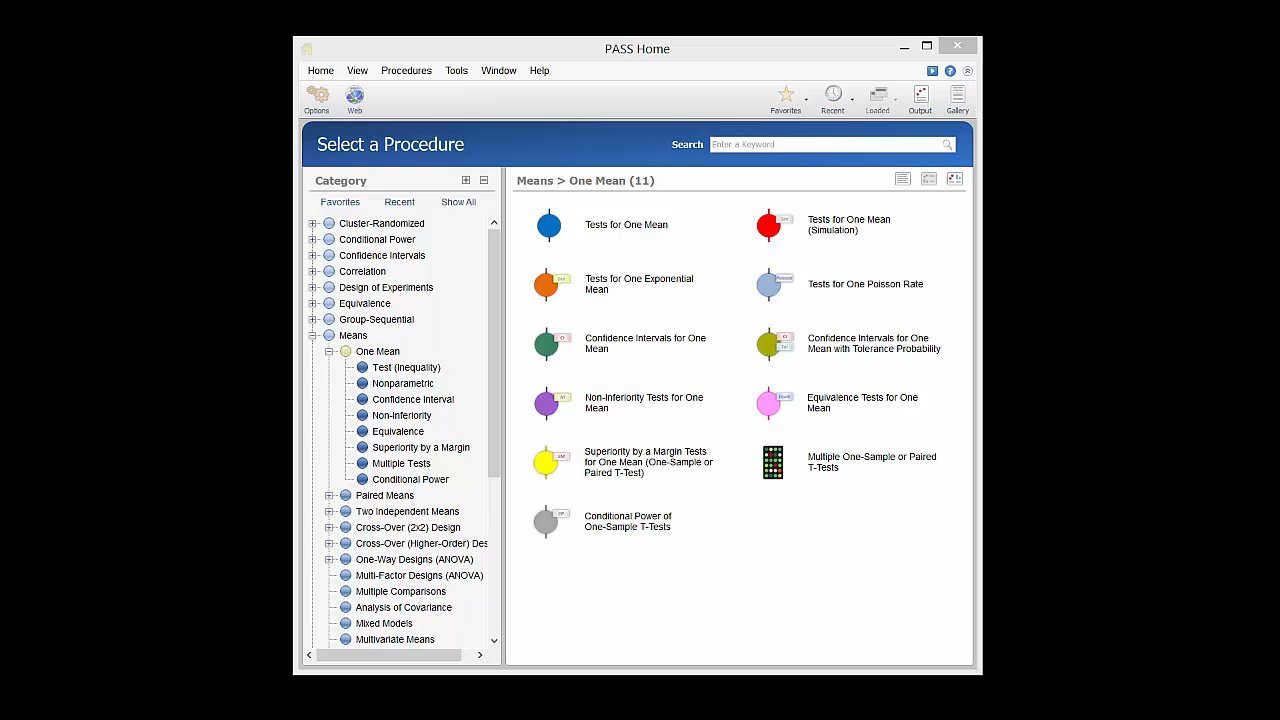 PASS Home
Home View Procedures Tools Window Help
Options Web Favorites Recent Loaded Output Gallery
Select a Procedure
Search Enter a Keyword
Category
Favorites Recent Show All
Cluster-Randomized
Conditional Power
Confidence Intervals
Correlation
Design of Experiments
Equivalence
Group-Sequential
Means
One Mean
Test (Inequality)
Nonparametric
Confidence Interval
Non-Inferiority
Equivalence
Superiority by a Margin
Multiple Tests
Conditional Power
Paired Means
Two Independent Means
Cross-Over (2x2) Design
Cross-Over (Higher-Order) Des
One-Way Designs (ANOVA)
Multi-Factor Designs (ANOVA)
Multiple Comparisons
Analysis of Covariance
Mixed Models
Multivariate Means
Means > One Mean (11)
Tests for One Mean
Tests for One Mean
(Simulation)
Tests for One Exponential
Mean
Tests for One Poisson Rate
Confidence Intervals for One
Mean
Confidence Intervals for One
Mean with Tolerance Probability
Non-Inferiority Tests for One
Mean
Equivalence Tests for One
Mean
Superiority by a Margin Tests
for One Mean (One-Sample or
Paired T-Test)
Multiple One-Sample or Paired
T-Tests
Conditional Power of
One-Sample T-Tests